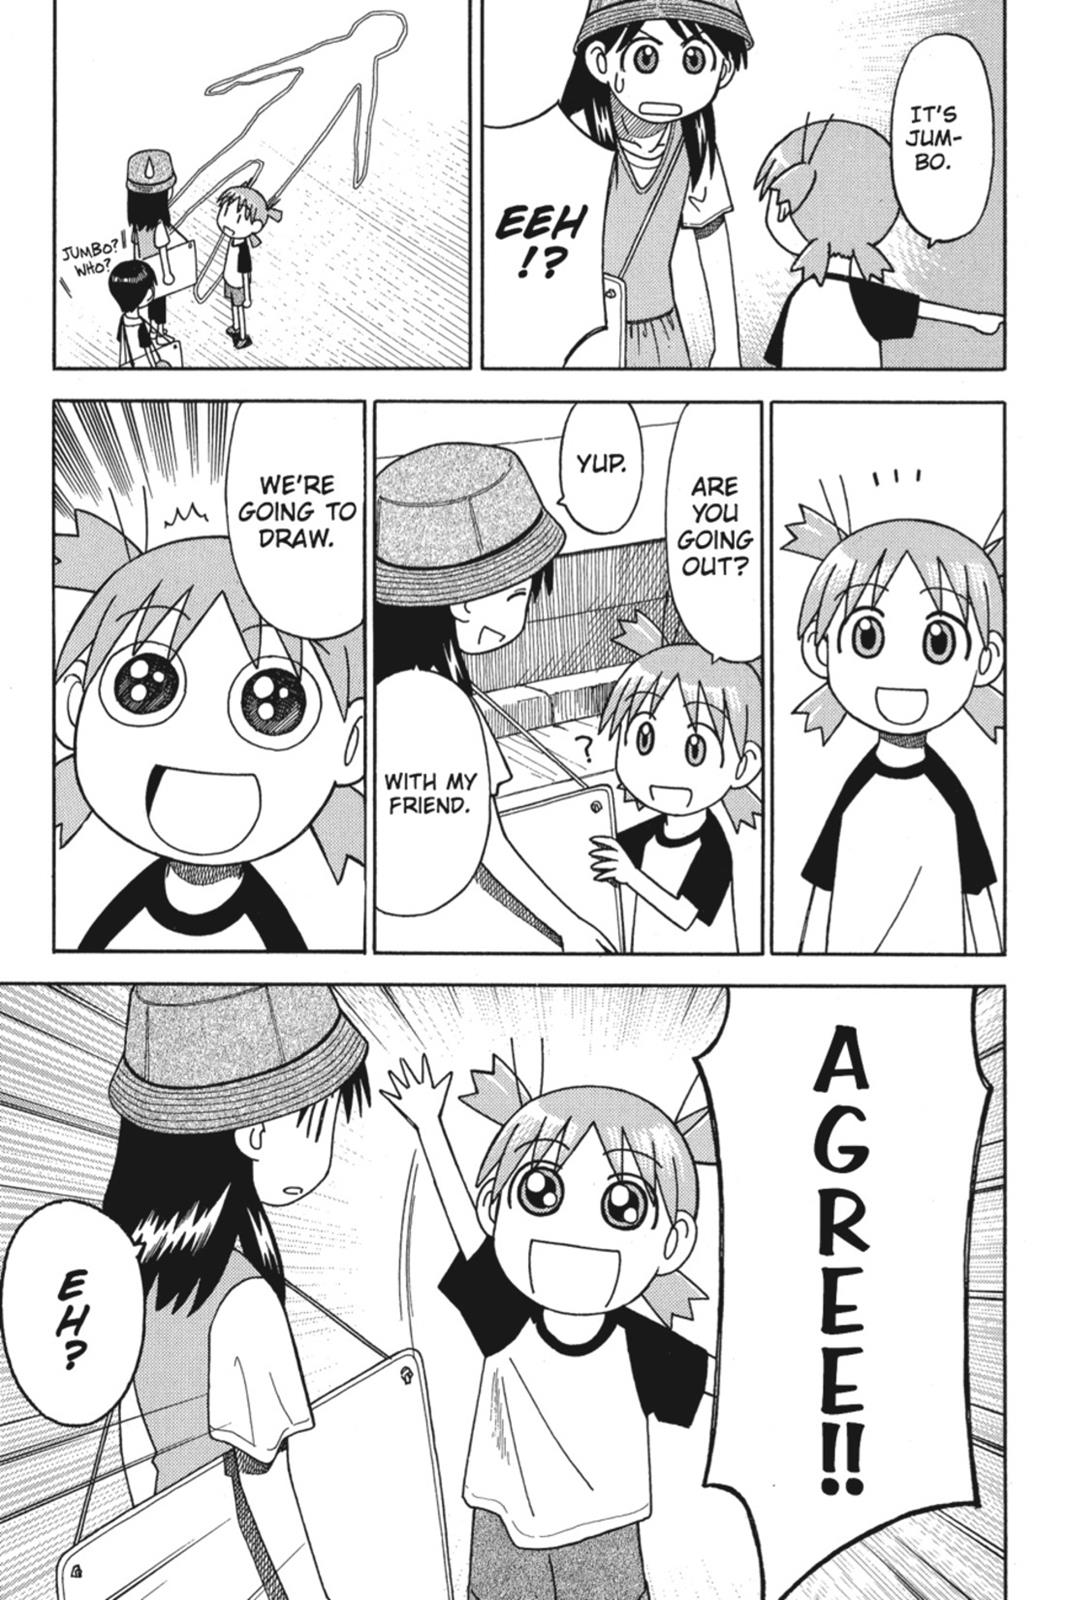 IT'S
JUM-
BO.
EEH
!?
JUMBO?
WHO?
ARE
YOU
GOING
OUT?
YUP.
?
WITH MY
FRIEND.
WE'RE
GOING TO
DRAW.
AGREE!!
EH?